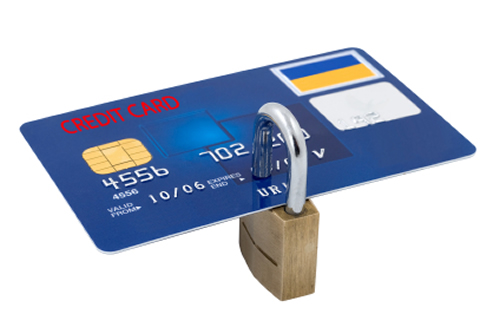 CREDIT CARD
4556 702
4556
VALID FROM▶ 10/06 EXPIRES END▶